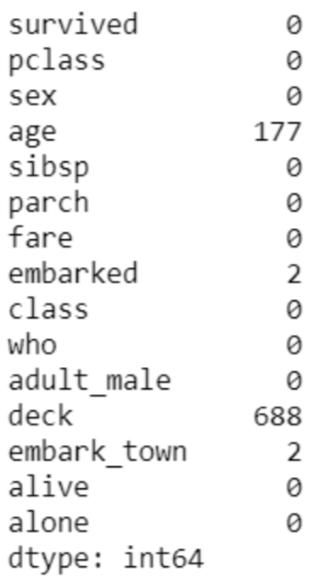 survived 0
pclass 0
sex 0
age 177
sibsp 0
parch 0
fare 0
embarked 2
class 0
who 0
adult_male 0
deck 688
embark_town 2
alive 0
alone 0
dtype: int64